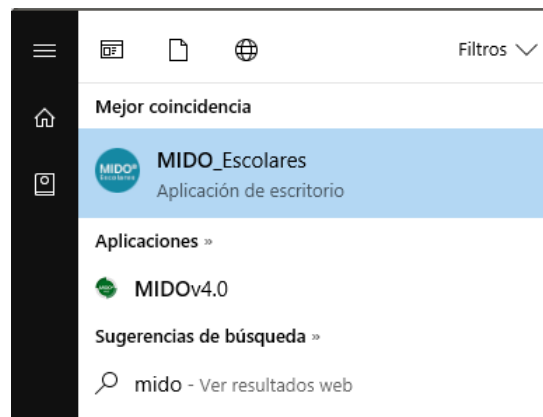 Filtros
Mejor coincidencia
MIDO®
Escolares
MIDO_Escolares
Aplicación de escritorio
Aplicaciones »
MIDOv4.0
Sugerencias de búsqueda »
mido - Ver resultados web